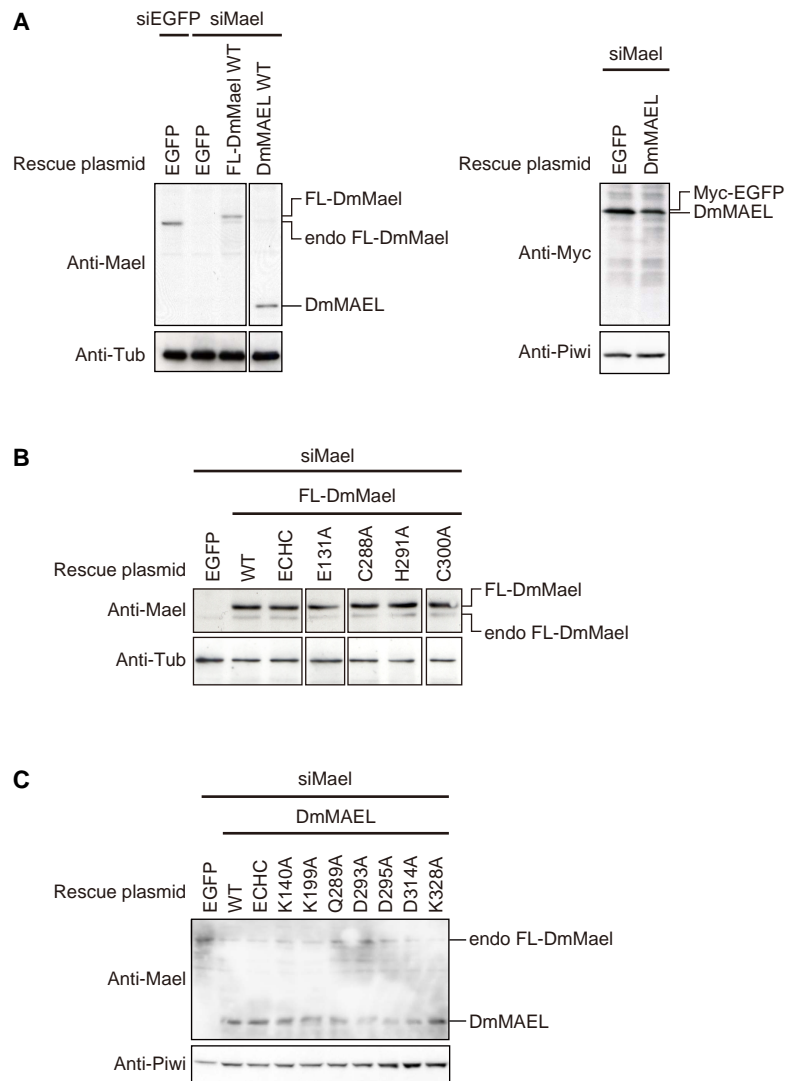 A
siEGFP siMael
Rescue plasmid
EGFP
EGFP
FL-DmMael WT
DmMAEL WT
FL-DmMael
endo FL-DmMael
Anti-Mael
DmMAEL
Anti-Tub
siMael
Rescue plasmid
EGFP
DmMAEL
Myc-EGFP
DmMAEL
Anti-Myc
Anti-Piwi
B
siMael
FL-DmMael
Rescue plasmid
EGFP
WT
ECHC
E131A
C288A
H291A
C300A
FL-DmMael
Anti-Mael
endo FL-DmMael
Anti-Tub
C
siMael
DmMAEL
Rescue plasmid
EGFP
WT
ECHC
K140A
K199A
Q289A
D293A
D295A
D314A
K328A
endo FL-DmMael
Anti-Mael
DmMAEL
Anti-Piwi